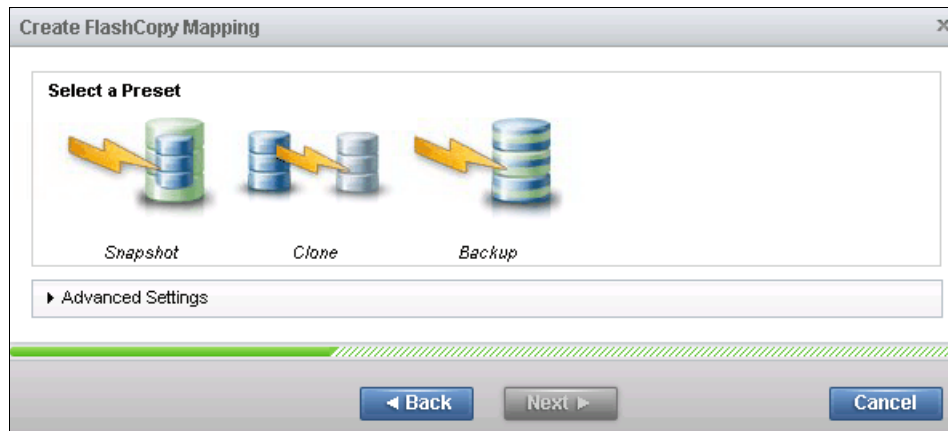 Create FlashCopy Mapping
Select a Preset
Snapshot
Clone
Backup
Advanced Settings
Back
Next
Cancel